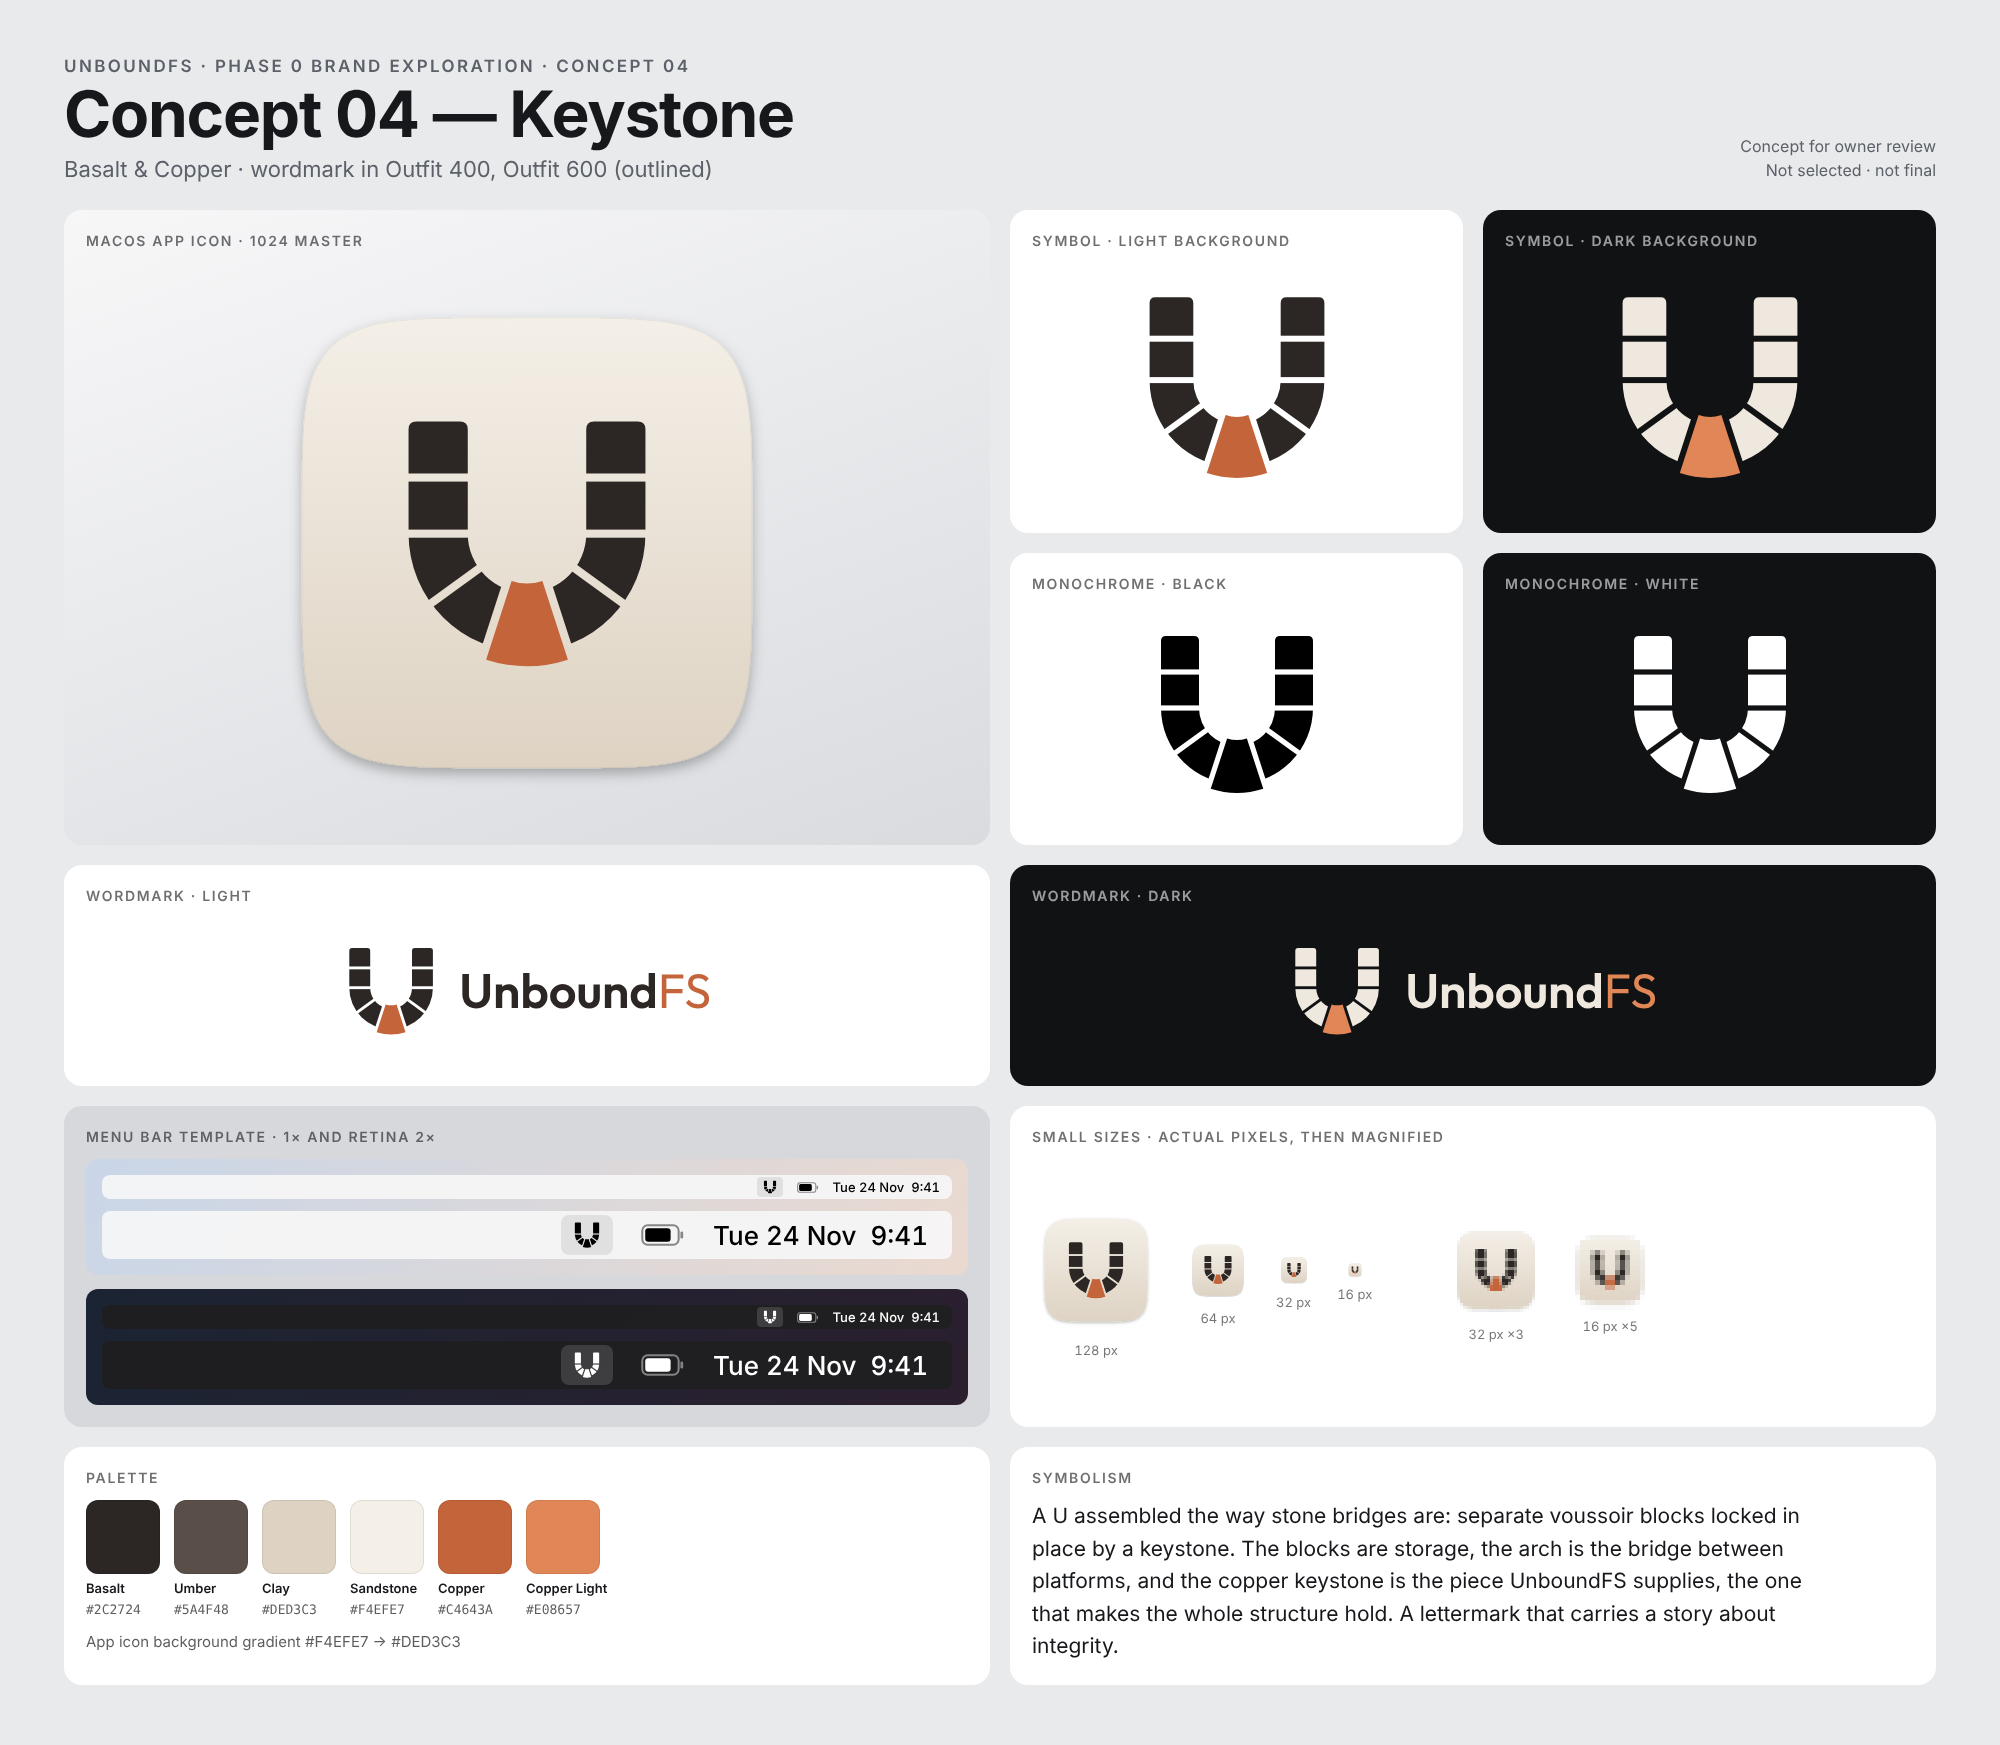 UNBOUNDFS · PHASE 0 BRAND EXPLORATION · CONCEPT 04
Concept 04 — Keystone
Basalt & Copper · wordmark in Outfit 400, Outfit 600 (outlined)
Concept for owner review
Not selected · not final
MACOS APP ICON · 1024 MASTER
SYMBOL · LIGHT BACKGROUND
SYMBOL · DARK BACKGROUND
MONOCHROME · BLACK
MONOCHROME · WHITE
WORDMARK · LIGHT
UnboundFS
WORDMARK · DARK
UnboundFS
MENU BAR TEMPLATE · 1× AND RETINA 2×
Tue 24 Nov 9:41
Tue 24 Nov 9:41
Tue 24 Nov 9:41
Tue 24 Nov 9:41
SMALL SIZES · ACTUAL PIXELS, THEN MAGNIFIED
128 px
64 px
32 px
16 px
32 px ×3
16 px ×5
PALETTE
Basalt
#2C2724
Umber
#5A4F48
Clay
#DED3C3
Sandstone
#F4EFE7
Copper
#C4643A
Copper Light
#E08657
App icon background gradient #F4EFE7 → #DED3C3
SYMBOLISM
A U assembled the way stone bridges are: separate voussoir blocks locked in
place by a keystone. The blocks are storage, the arch is the bridge between
platforms, and the copper keystone is the piece UnboundFS supplies, the one
that makes the whole structure hold. A lettermark that carries a story about
integrity.